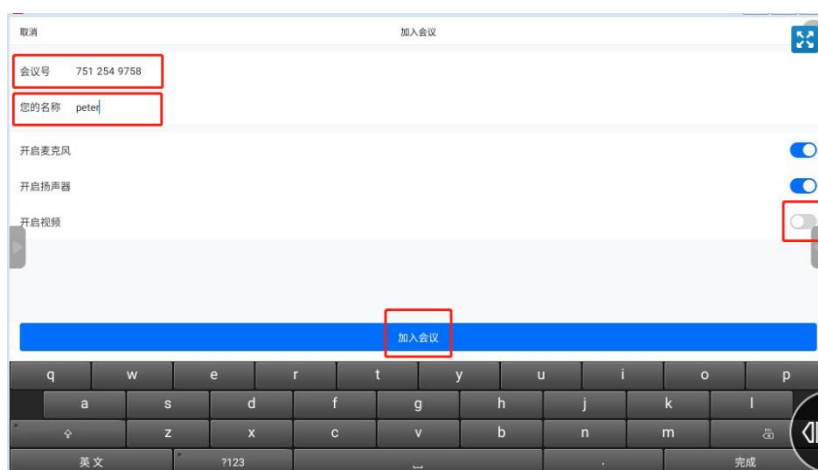 取消 加入会议
会议号 751 254 9758
您的名称 peter
开启麦克风
开启扬声器
开启视频
加入会议
q w e r t y u i o p
a s d f g h j k l
z x c v b n m
英文 ?123 . 完成